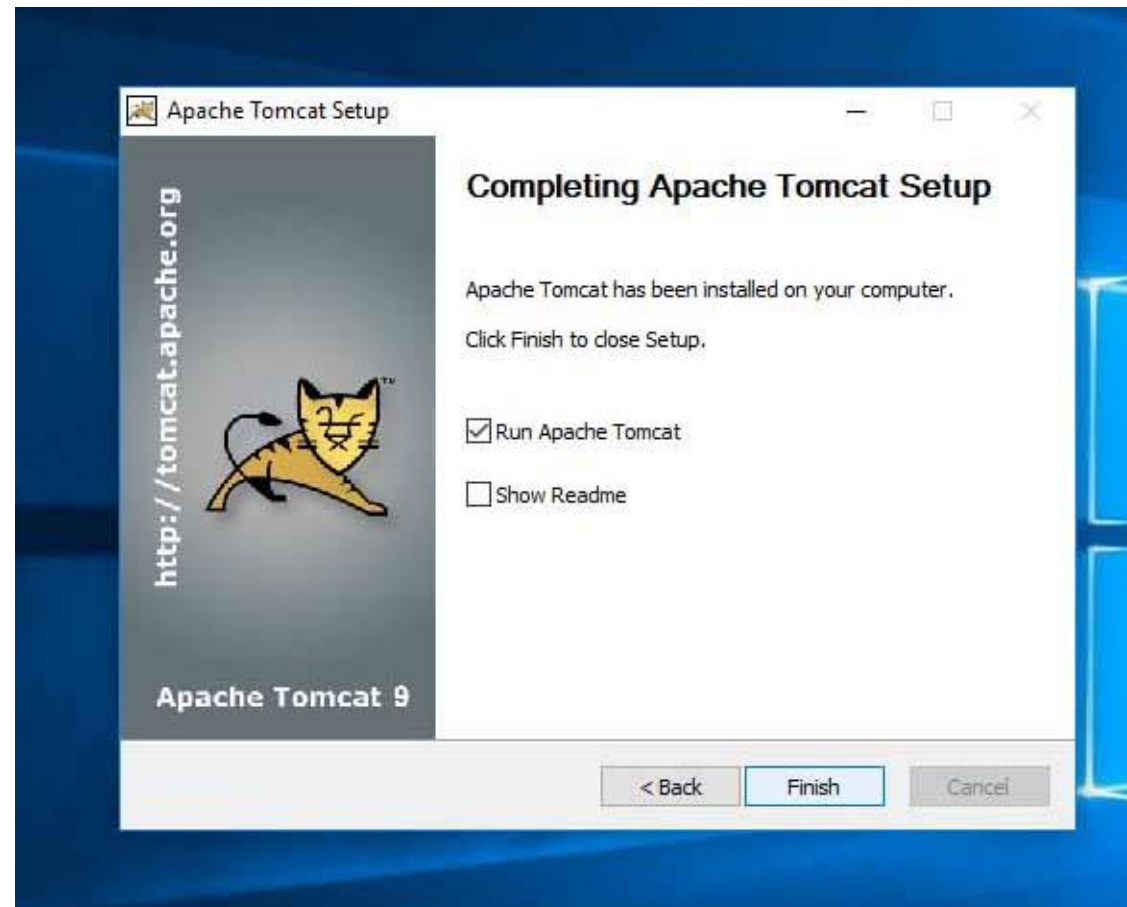 Apache Tomcat Setup
http://tomcat.apache.org
Apache Tomcat 9
Completing Apache Tomcat Setup
Apache Tomcat has been installed on your computer.
Click Finish to close Setup.
Run Apache Tomcat
Show Readme
< Back
Finish
Cancel
TM